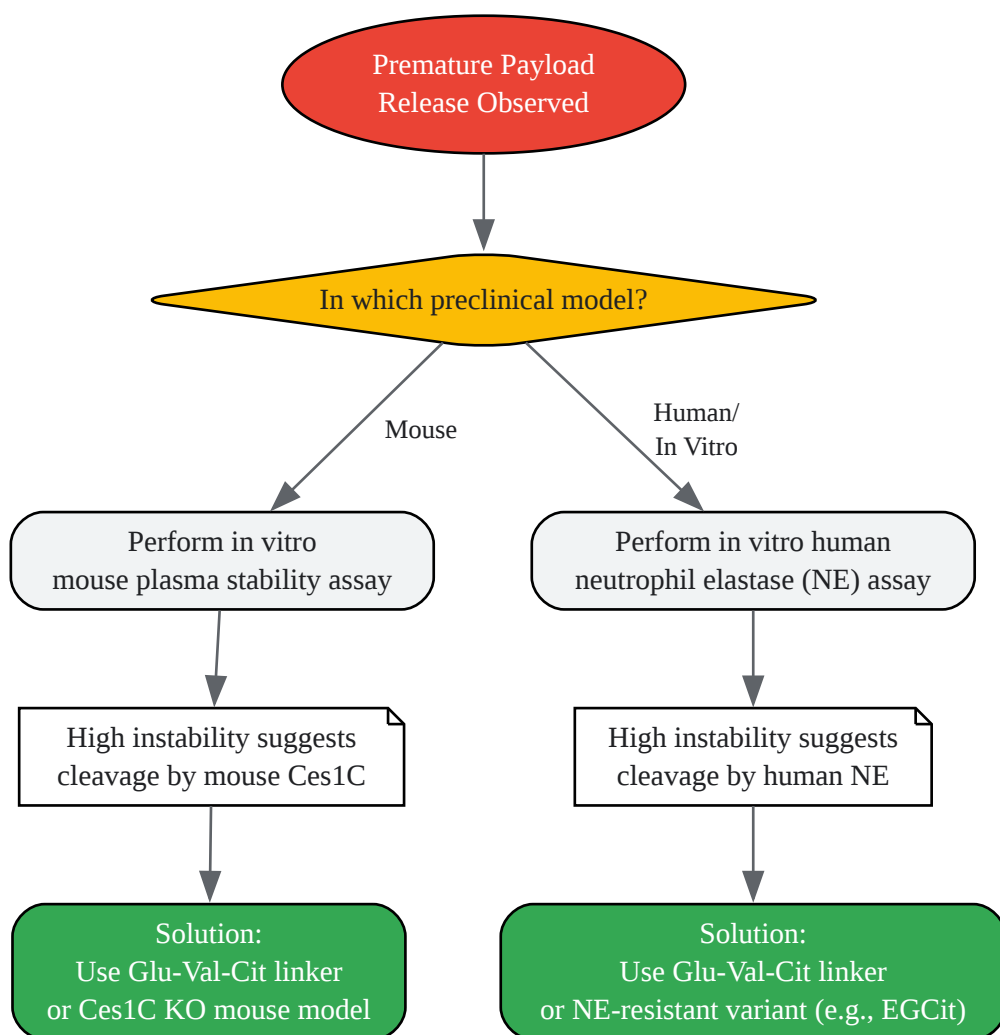 Premature Payload
Release Observed
In which preclinical model?
Mouse
Human/
In Vitro
Perform in vitro
mouse plasma stability assay
Perform in vitro human
neutrophil elastase (NE) assay
High instability suggests
cleavage by mouse Ces1C
High instability suggests
cleavage by human NE
Solution:
Use Glu-Val-Cit linker
or Ces1C KO mouse model
Solution:
Use Glu-Val-Cit linker
or NE-resistant variant (e.g., EGCit)